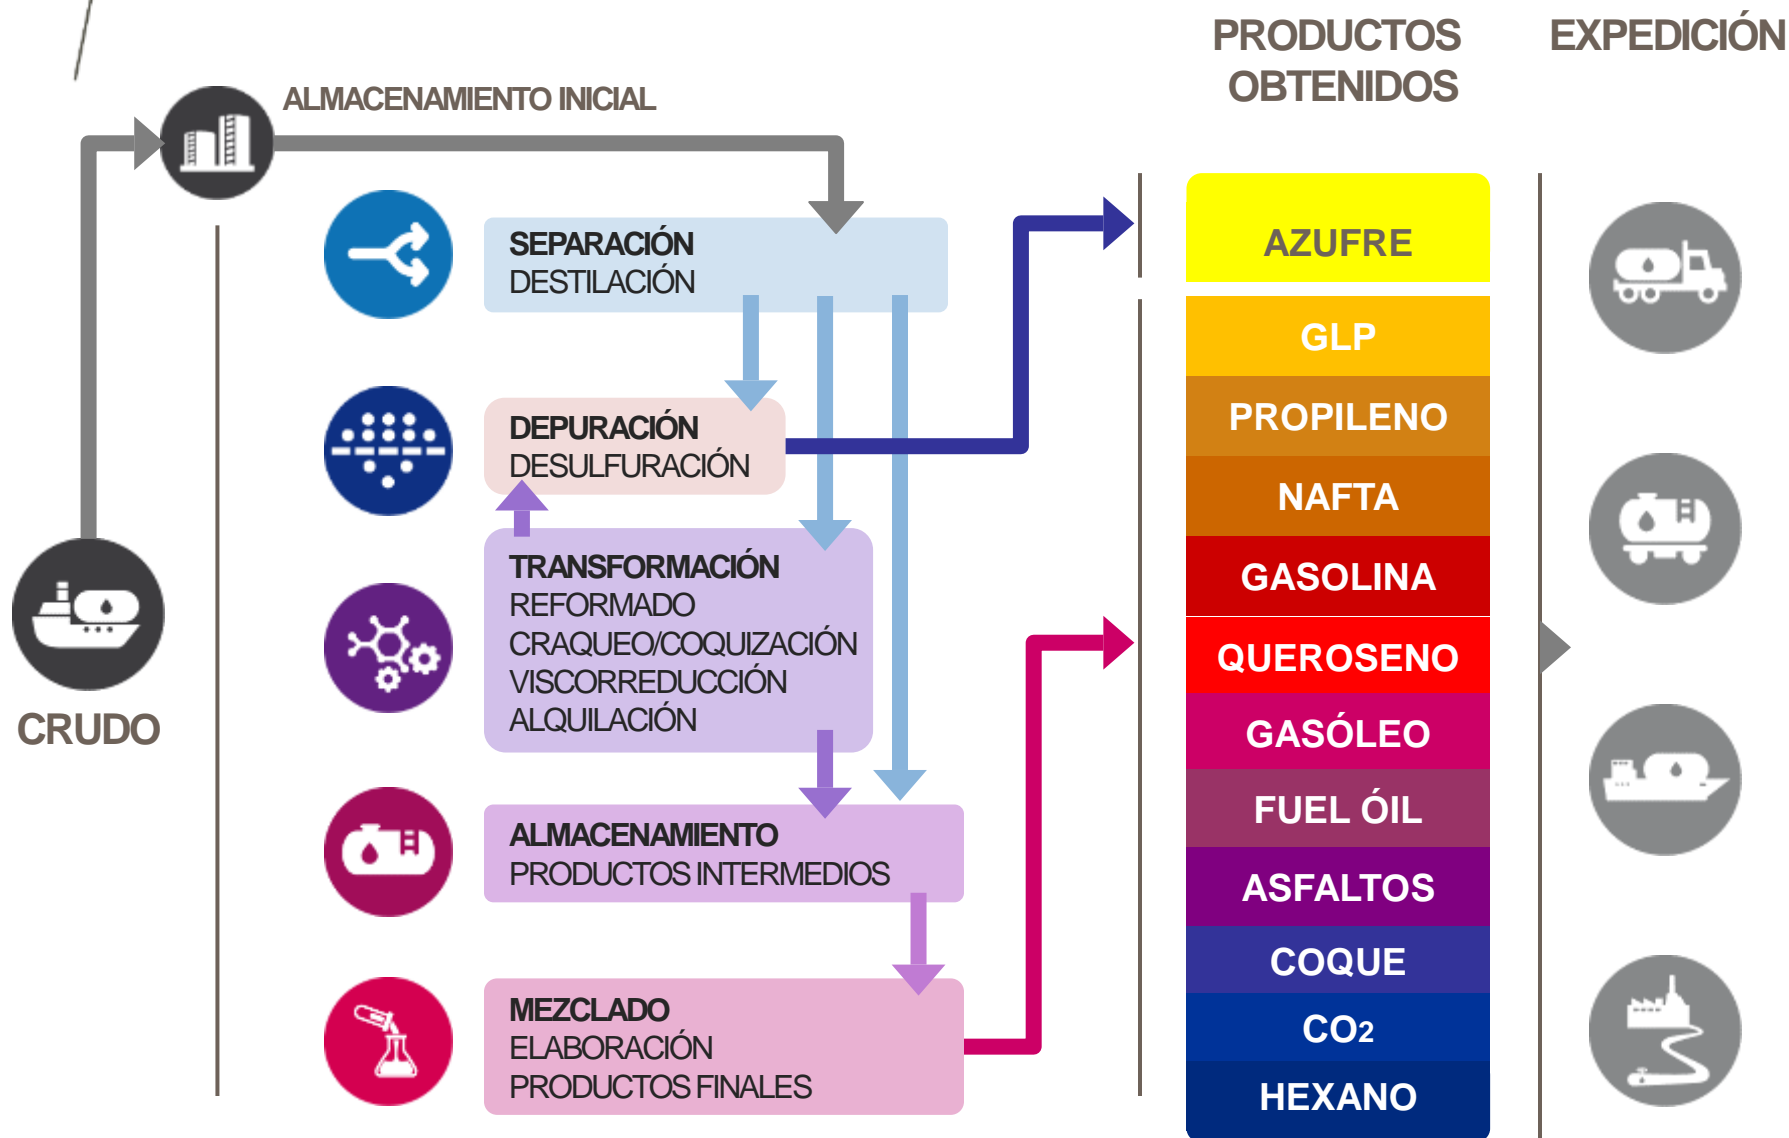 PRODUCTOS
OBTENIDOS
EXPEDICIÓN
ALMACENAMIENTO INICIAL
CRUDO
SEPARACIÓN
DESTILACIÓN
DEPURACIÓN
DESULFURACIÓN
TRANSFORMACIÓN
REFORMADO
CRAQUEO/COQUIZACIÓN
VISCORREDUCCIÓN
ALQUILACIÓN
ALMACENAMIENTO
PRODUCTOS INTERMEDIOS
MEZCLADO
ELABORACIÓN
PRODUCTOS FINALES
AZUFRE
GLP
PROPILENO
NAFTA
GASOLINA
QUEROSENO
GASÓLEO
FUEL ÓIL
ASFALTOS
COQUE
CO2
HEXANO